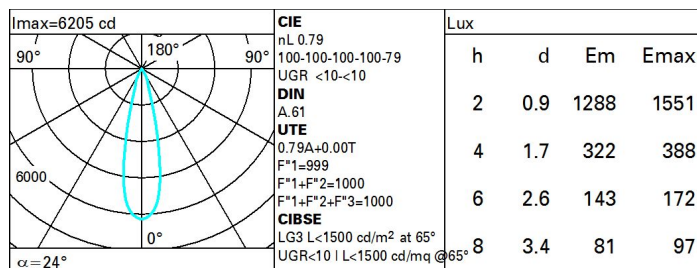 Imax=6205 cd
90°
180°
90°
6000
0°
α=24°
CIE
nL 0.79
100-100-100-100-79
UGR <10-<10
DIN
A.61
UTE
0.79A+0.00T
F"1=999
F"1+F"2=1000
F"1+F"2+F"3=1000
CIBSE
LG3 L<1500 cd/m² at 65°
UGR<10 | L<1500 cd/mq @65°
Lux
h d Em Emax
2 0.9 1288 1551
4 1.7 322 388
6 2.6 143 172
8 3.4 81 97